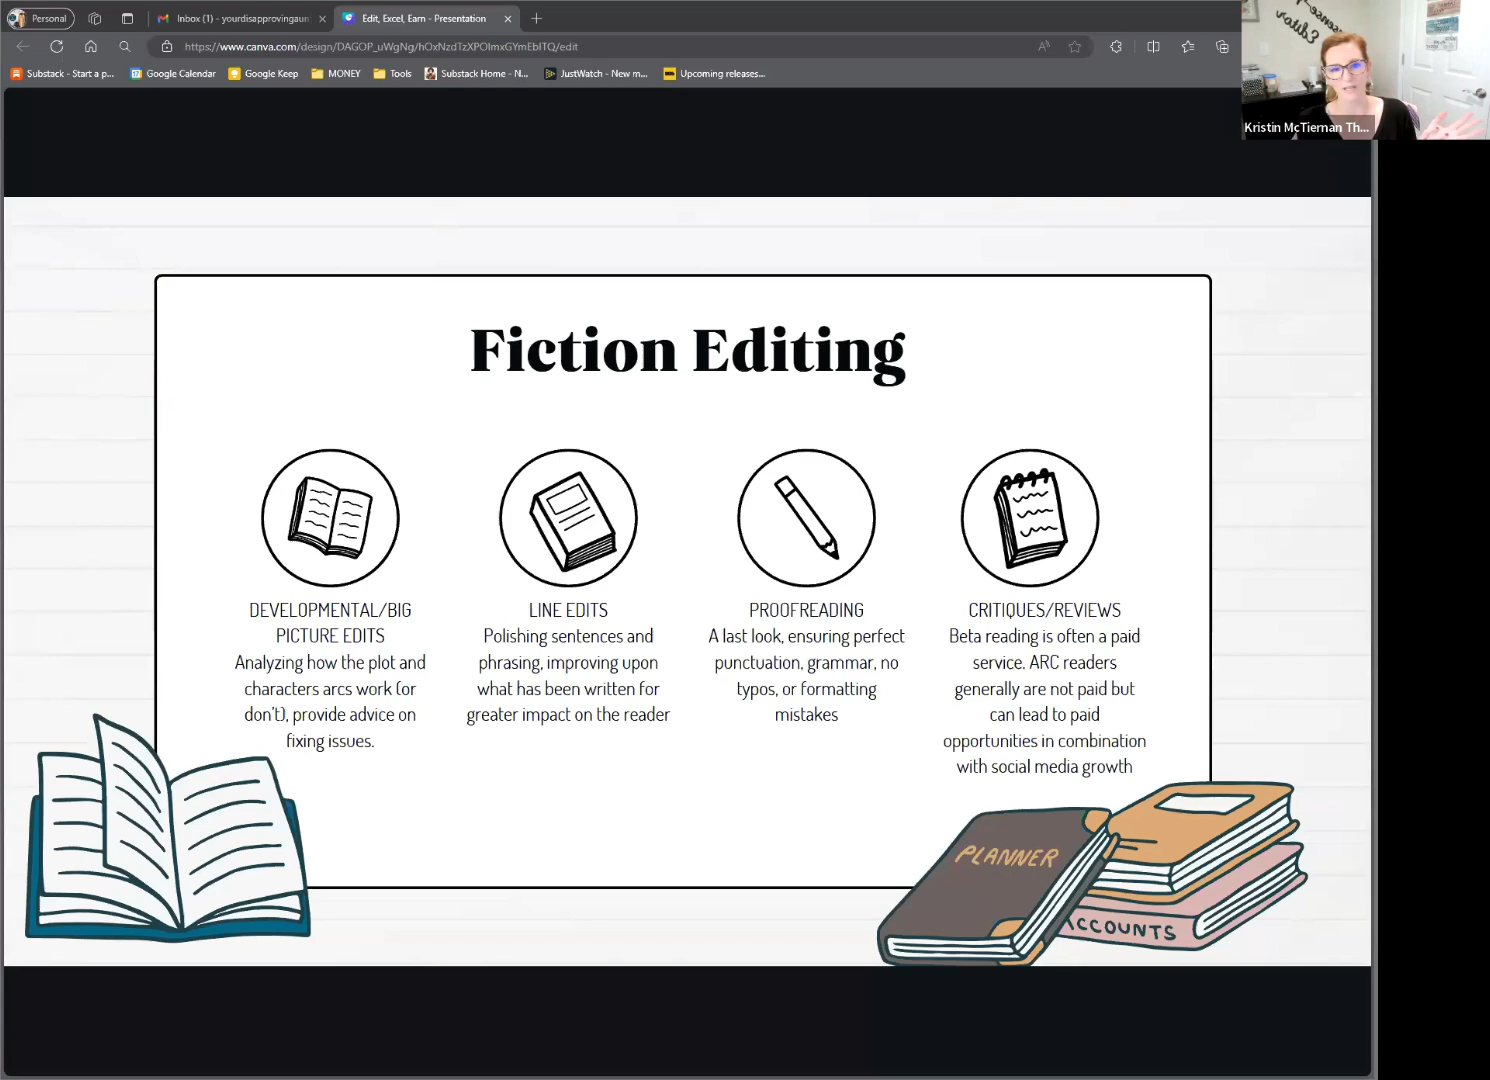 Personal
Inbox (1) - yourdisapprovingaun
Edit, Excel, Earn - Presentation
https://www.canva.com/design/DAGOP_uWgNg/hOxNzdTzXPOlmxGYmEbITQ/edit
Substack - Start a p...
Google Calendar
Google Keep
MONEY
Tools
Substack Home - N...
JustWatch - New m...
Upcoming releases...
Editor
Kristin McTiernan Th...
Fiction Editing
DEVELOPMENTAL/BIG
PICTURE EDITS
Analyzing how the plot and
characters arcs work (or
don't), provide advice on
fixing issues.
LINE EDITS
Polishing sentences and
phrasing, improving upon
what has been written for
greater impact on the reader
PROOFREADING
A last look, ensuring perfect
punctuation, grammar, no
typos, or formatting
mistakes
CRITIQUES/REVIEWS
Beta reading is often a paid
service. ARC readers
generally are not paid but
can lead to paid
opportunities in combination
with social media growth
PLANNER
ACCOUNTS